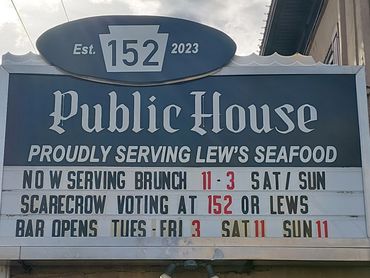 Est. 152 2023
Public House
PROUDLY SERVING LEW'S SEAFOOD
NOW SERVING BRUNCH 11-3 SAT/SUN
SCARECROW VOTING AT 152 OR LEWS
BAR OPENS TUES-FRI 3 SAT 11 SUN 11